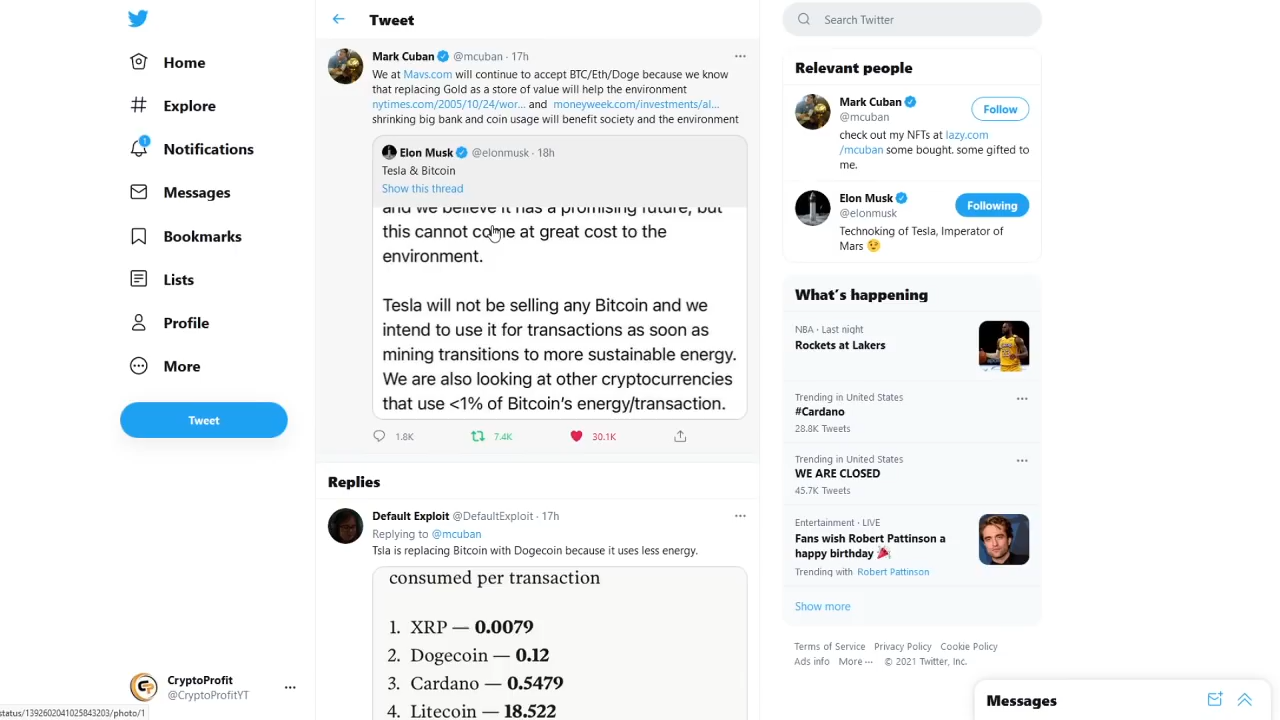 Home
Explore
1
Notifications
Messages
Bookmarks
Lists
Profile
More
Tweet
CryptoProfit
@CryptoProfitYT
status/1392602041025843203/photo/1
Tweet
Mark Cuban @mcuban · 17h
We at Mavs.com will continue to accept BTC/Eth/Doge because we know
that replacing Gold as a store of value will help the environment
nytimes.com/2005/10/24/wor... and moneyweek.com/investments/al...
shrinking big bank and coin usage will benefit society and the environment
Elon Musk @elonmusk · 18h
Tesla & Bitcoin
Show this thread
and we believe it has a promising future, but
this cannot come at great cost to the
environment.
Tesla will not be selling any Bitcoin and we
intend to use it for transactions as soon as
mining transitions to more sustainable energy.
We are also looking at other cryptocurrencies
that use <1% of Bitcoin's energy/transaction.
1.8K 7.4K 30.1K
Replies
Default Exploit @DefaultExploit · 17h
Replying to @mcuban
Tsla is replacing Bitcoin with Dogecoin because it uses less energy.
consumed per transaction
1. XRP — 0.0079
2. Dogecoin — 0.12
3. Cardano — 0.5479
4. Litecoin — 18.522
Search Twitter
Relevant people
Mark Cuban
@mcuban
Follow
check out my NFTs at lazy.com
/mcuban some bought. some gifted to
me.
Elon Musk
@elonmusk
Following
Technoking of Tesla, Imperator of
Mars 😉
What's happening
NBA · Last night
Rockets at Lakers
Trending in United States
#Cardano
28.8K Tweets
Trending in United States
WE ARE CLOSED
45.7K Tweets
Entertainment · LIVE
Fans wish Robert Pattinson a
happy birthday 🎉
Trending with Robert Pattinson
Show more
Terms of Service Privacy Policy Cookie Policy
Ads info More ··· © 2021 Twitter, Inc.
Messages